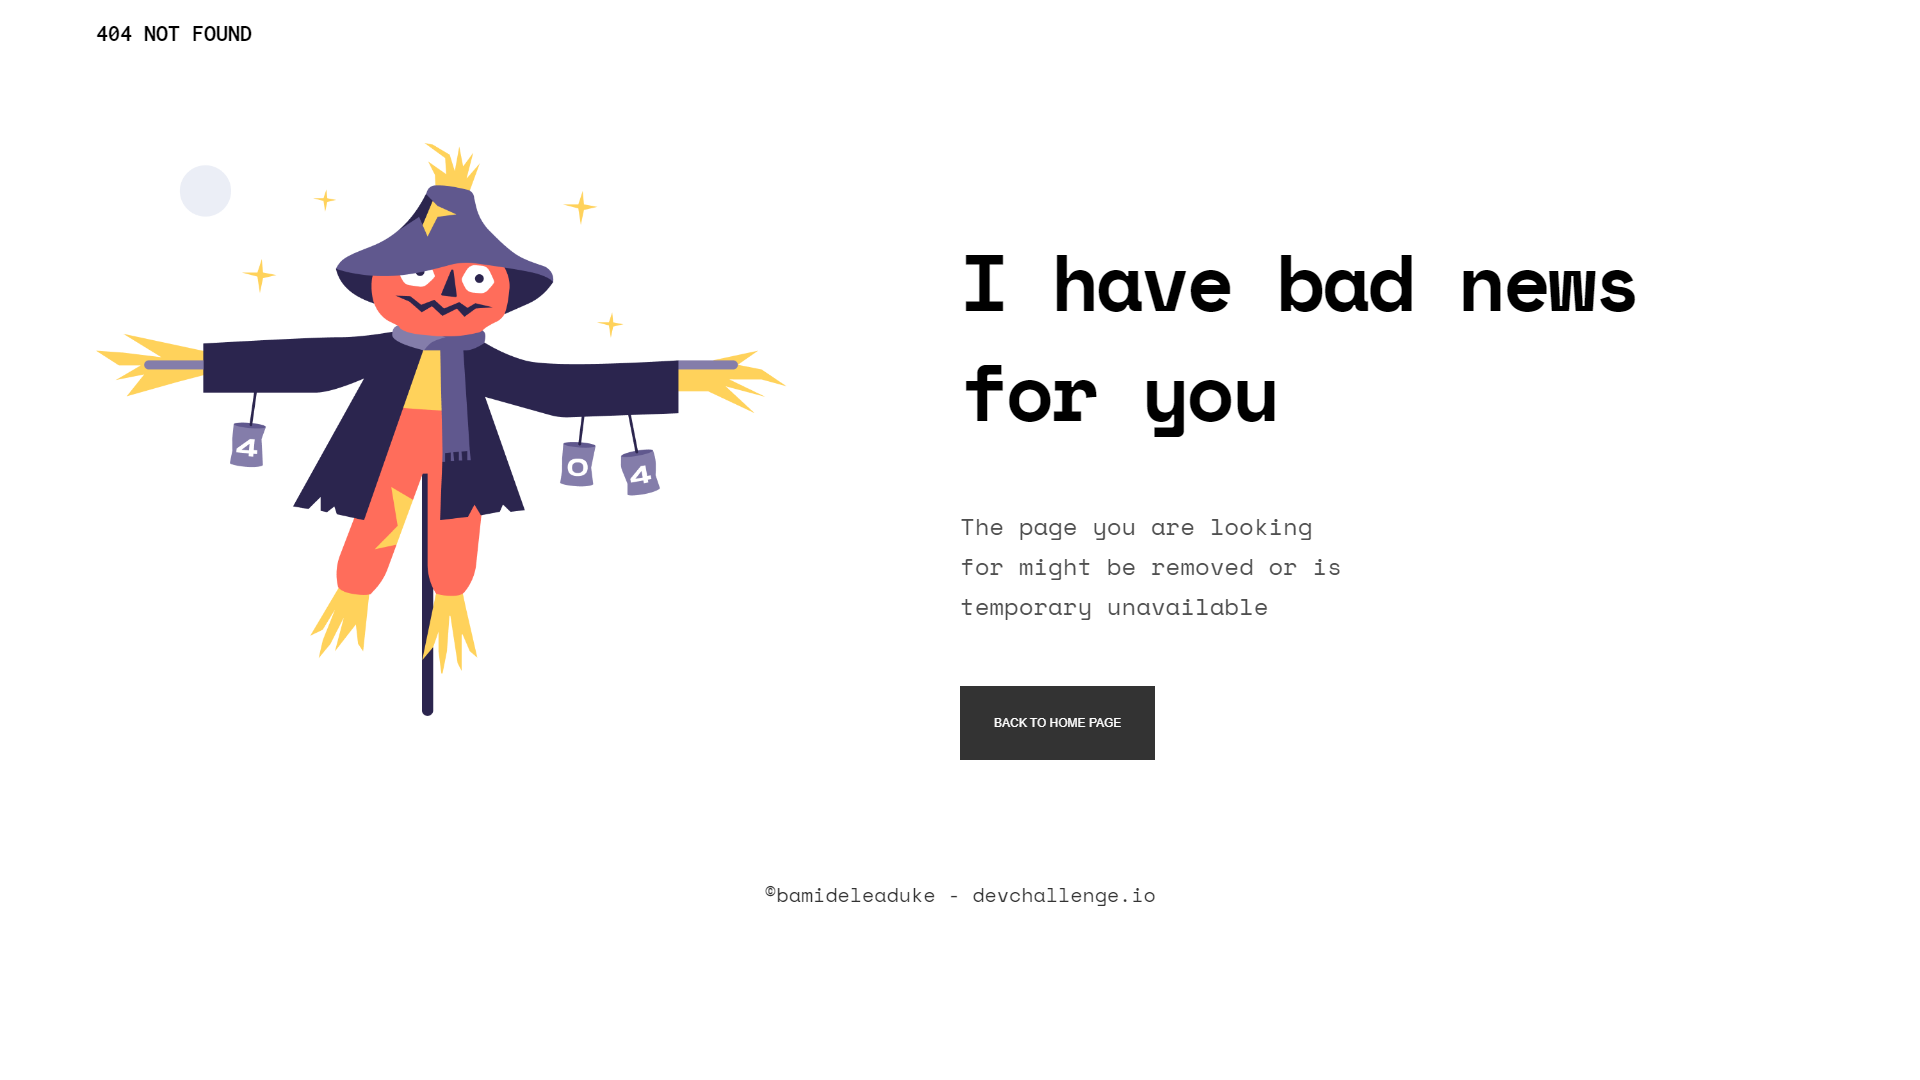 404 NOT FOUND
4
0
4
I have bad news
for you
The page you are looking
for might be removed or is
temporary unavailable
BACK TO HOME PAGE
©bamideleaduke - devchallenge.io